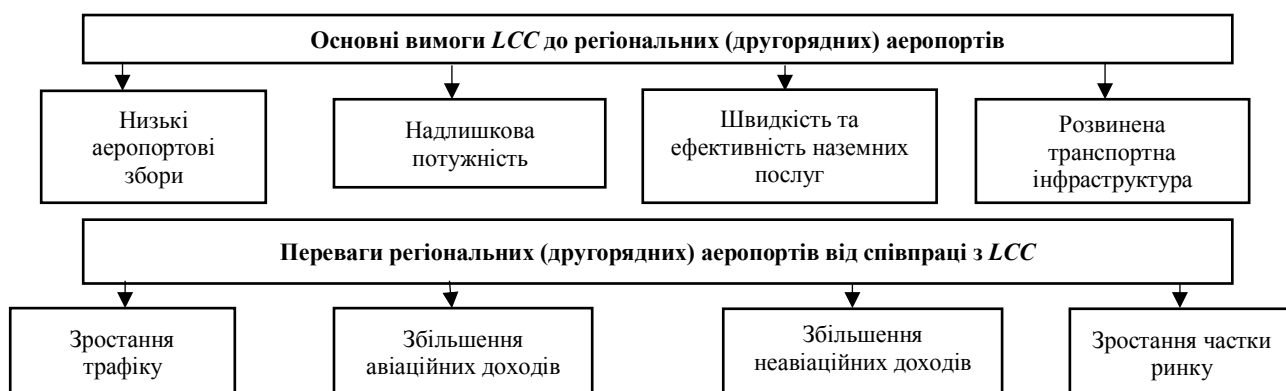 Основні вимоги LCC до регіональних (другорядних) аеропортів
Низькі
аеропортові
збори
Надлишкова
потужність
Швидкість та
ефективність наземних
послуг
Розвинена
транспортна
інфраструктура
Переваги регіональних (другорядних) аеропортів від співпраці з LCC
Зростання
трафіку
Збільшення
авіаційних доходів
Збільшення
неавіаційних доходів
Зростання частки
ринку